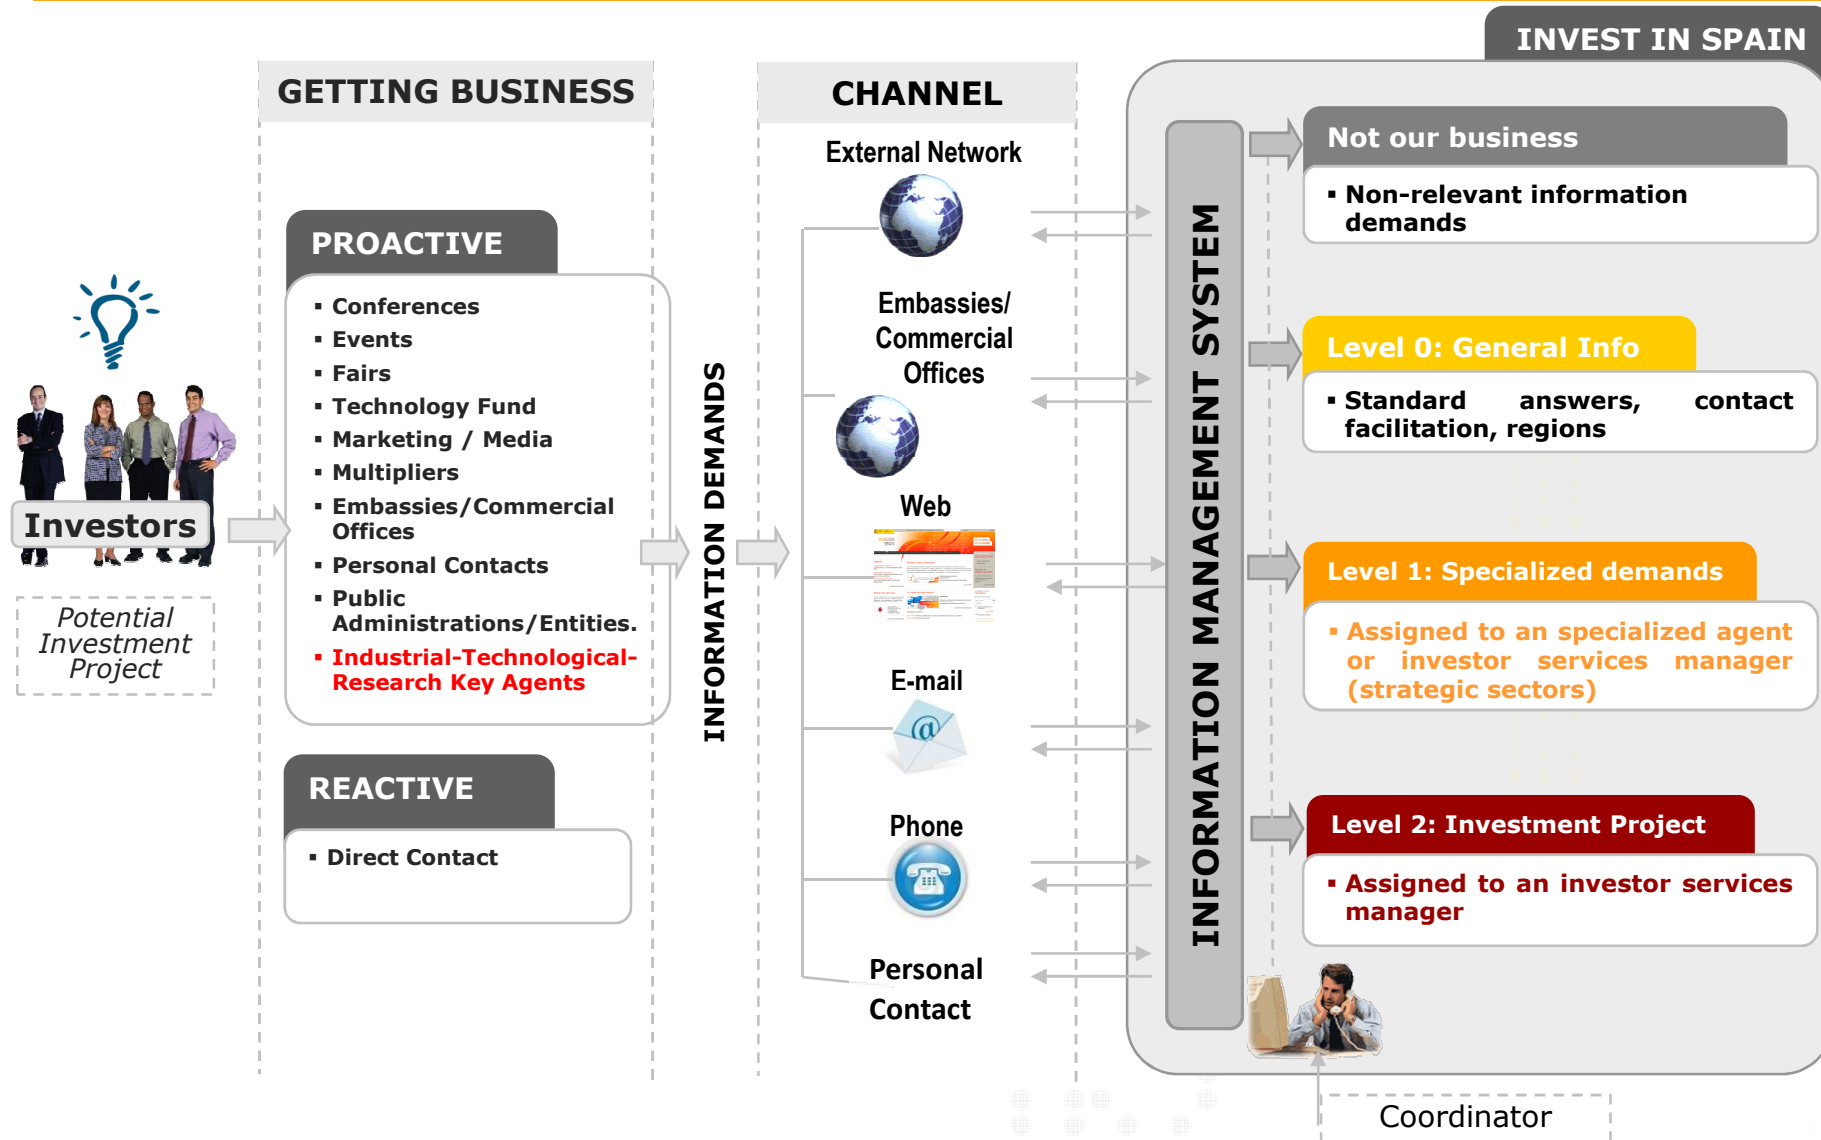 INVEST IN SPAIN
GETTING BUSINESS
PROACTIVE
▪ Conferences
▪ Events
▪ Fairs
▪ Technology Fund
▪ Marketing / Media
▪ Multipliers
▪ Embassies/Commercial
Offices
▪ Personal Contacts
▪ Public
Administrations/Entities.
▪ Industrial-Technological-
Research Key Agents
REACTIVE
▪ Direct Contact
Investors
Potential
Investment
Project
INFORMATION DEMANDS
CHANNEL
External Network
Embassies/
Commercial
Offices
Web
E-mail
@
Phone
Personal
Contact
INFORMATION MANAGEMENT SYSTEM
Not our business
▪ Non-relevant information
demands
Level 0: General Info
▪ Standard answers, contact
facilitation, regions
Level 1: Specialized demands
▪ Assigned to an specialized agent
or investor services manager
(strategic sectors)
Level 2: Investment Project
▪ Assigned to an investor services
manager
Coordinator
7